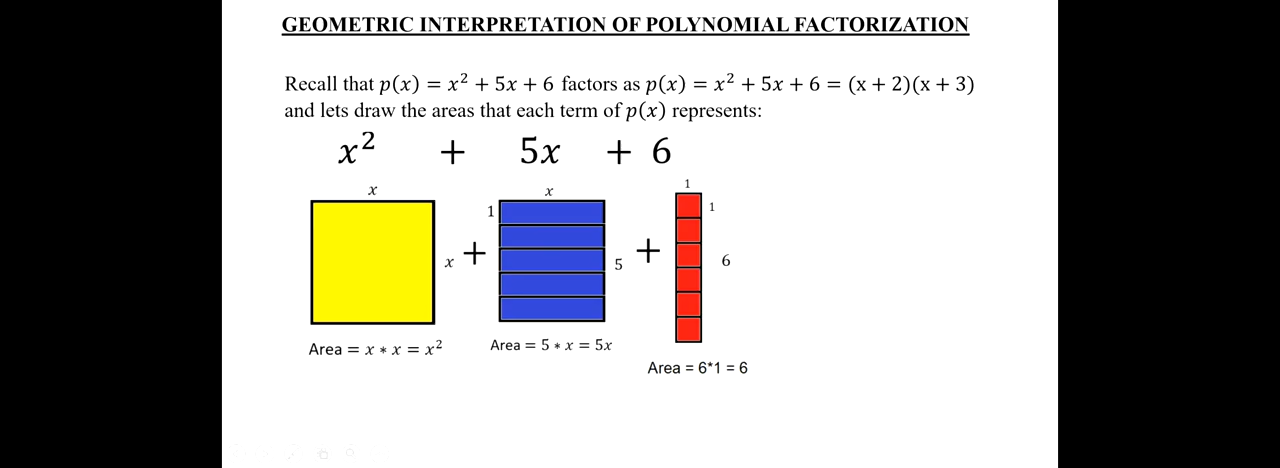 GEOMETRIC INTERPRETATION OF POLYNOMIAL FACTORIZATION
Recall that p(x) = x² + 5x + 6 factors as p(x) = x² + 5x + 6 = (x + 2)(x + 3)
and lets draw the areas that each term of p(x) represents:
x² + 5x + 6
x
x
+
1
x
5
+
1
1
6
Area = x * x = x²
Area = 5 * x = 5x
Area = 6*1 = 6